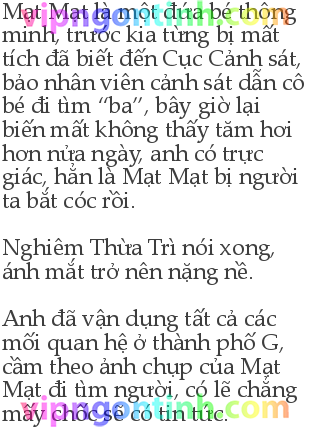 vipngontinh.com
Mạt Mạt là một đứa bé thông
minh, trước kia từng bị mất
tích đã biết đến Cục Cảnh sát,
bảo nhân viên cảnh sát dẫn cô
bé đi tìm “ba”, bây giờ lại
biến mất không thấy tăm hơi
hơn nửa ngày, anh có trực
giác, hẳn là Mạt Mạt bị người
ta bắt cóc rồi.
Nghiêm Thừa Trì nói xong,
ánh mắt trở nên nặng nề.
Anh đã vận dụng tất cả các
mối quan hệ ở thành phố G,
cầm theo ảnh chụp của Mạt
Mạt đi tìm người, có lẽ chẳng
mấy chốc sẽ có tin tức.
vipngontinh.com